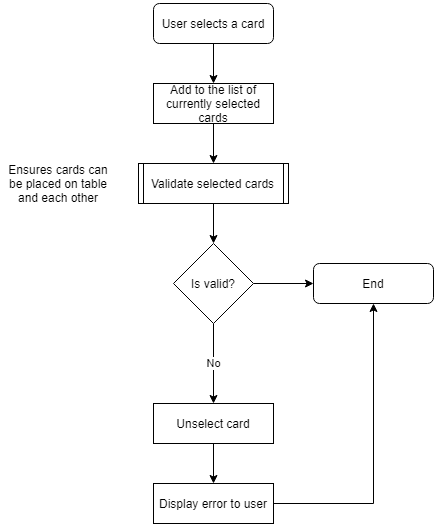 User selects a card
Add to the list of
currently selected
cards
Ensures cards can
be placed on table
and each other
Validate selected cards
Is valid?
End
No
Unselect card
Display error to user